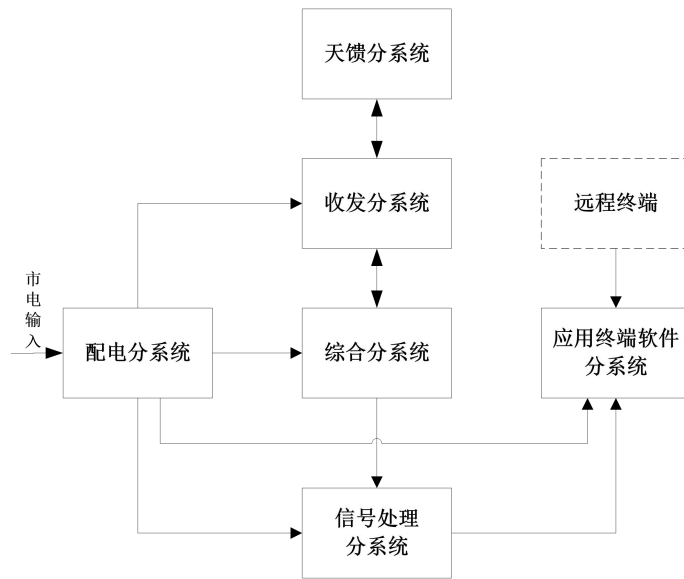 天馈分系统
收发分系统
远程终端
市电输入
配电分系统
综合分系统
应用终端软件
分系统
信号处理
分系统